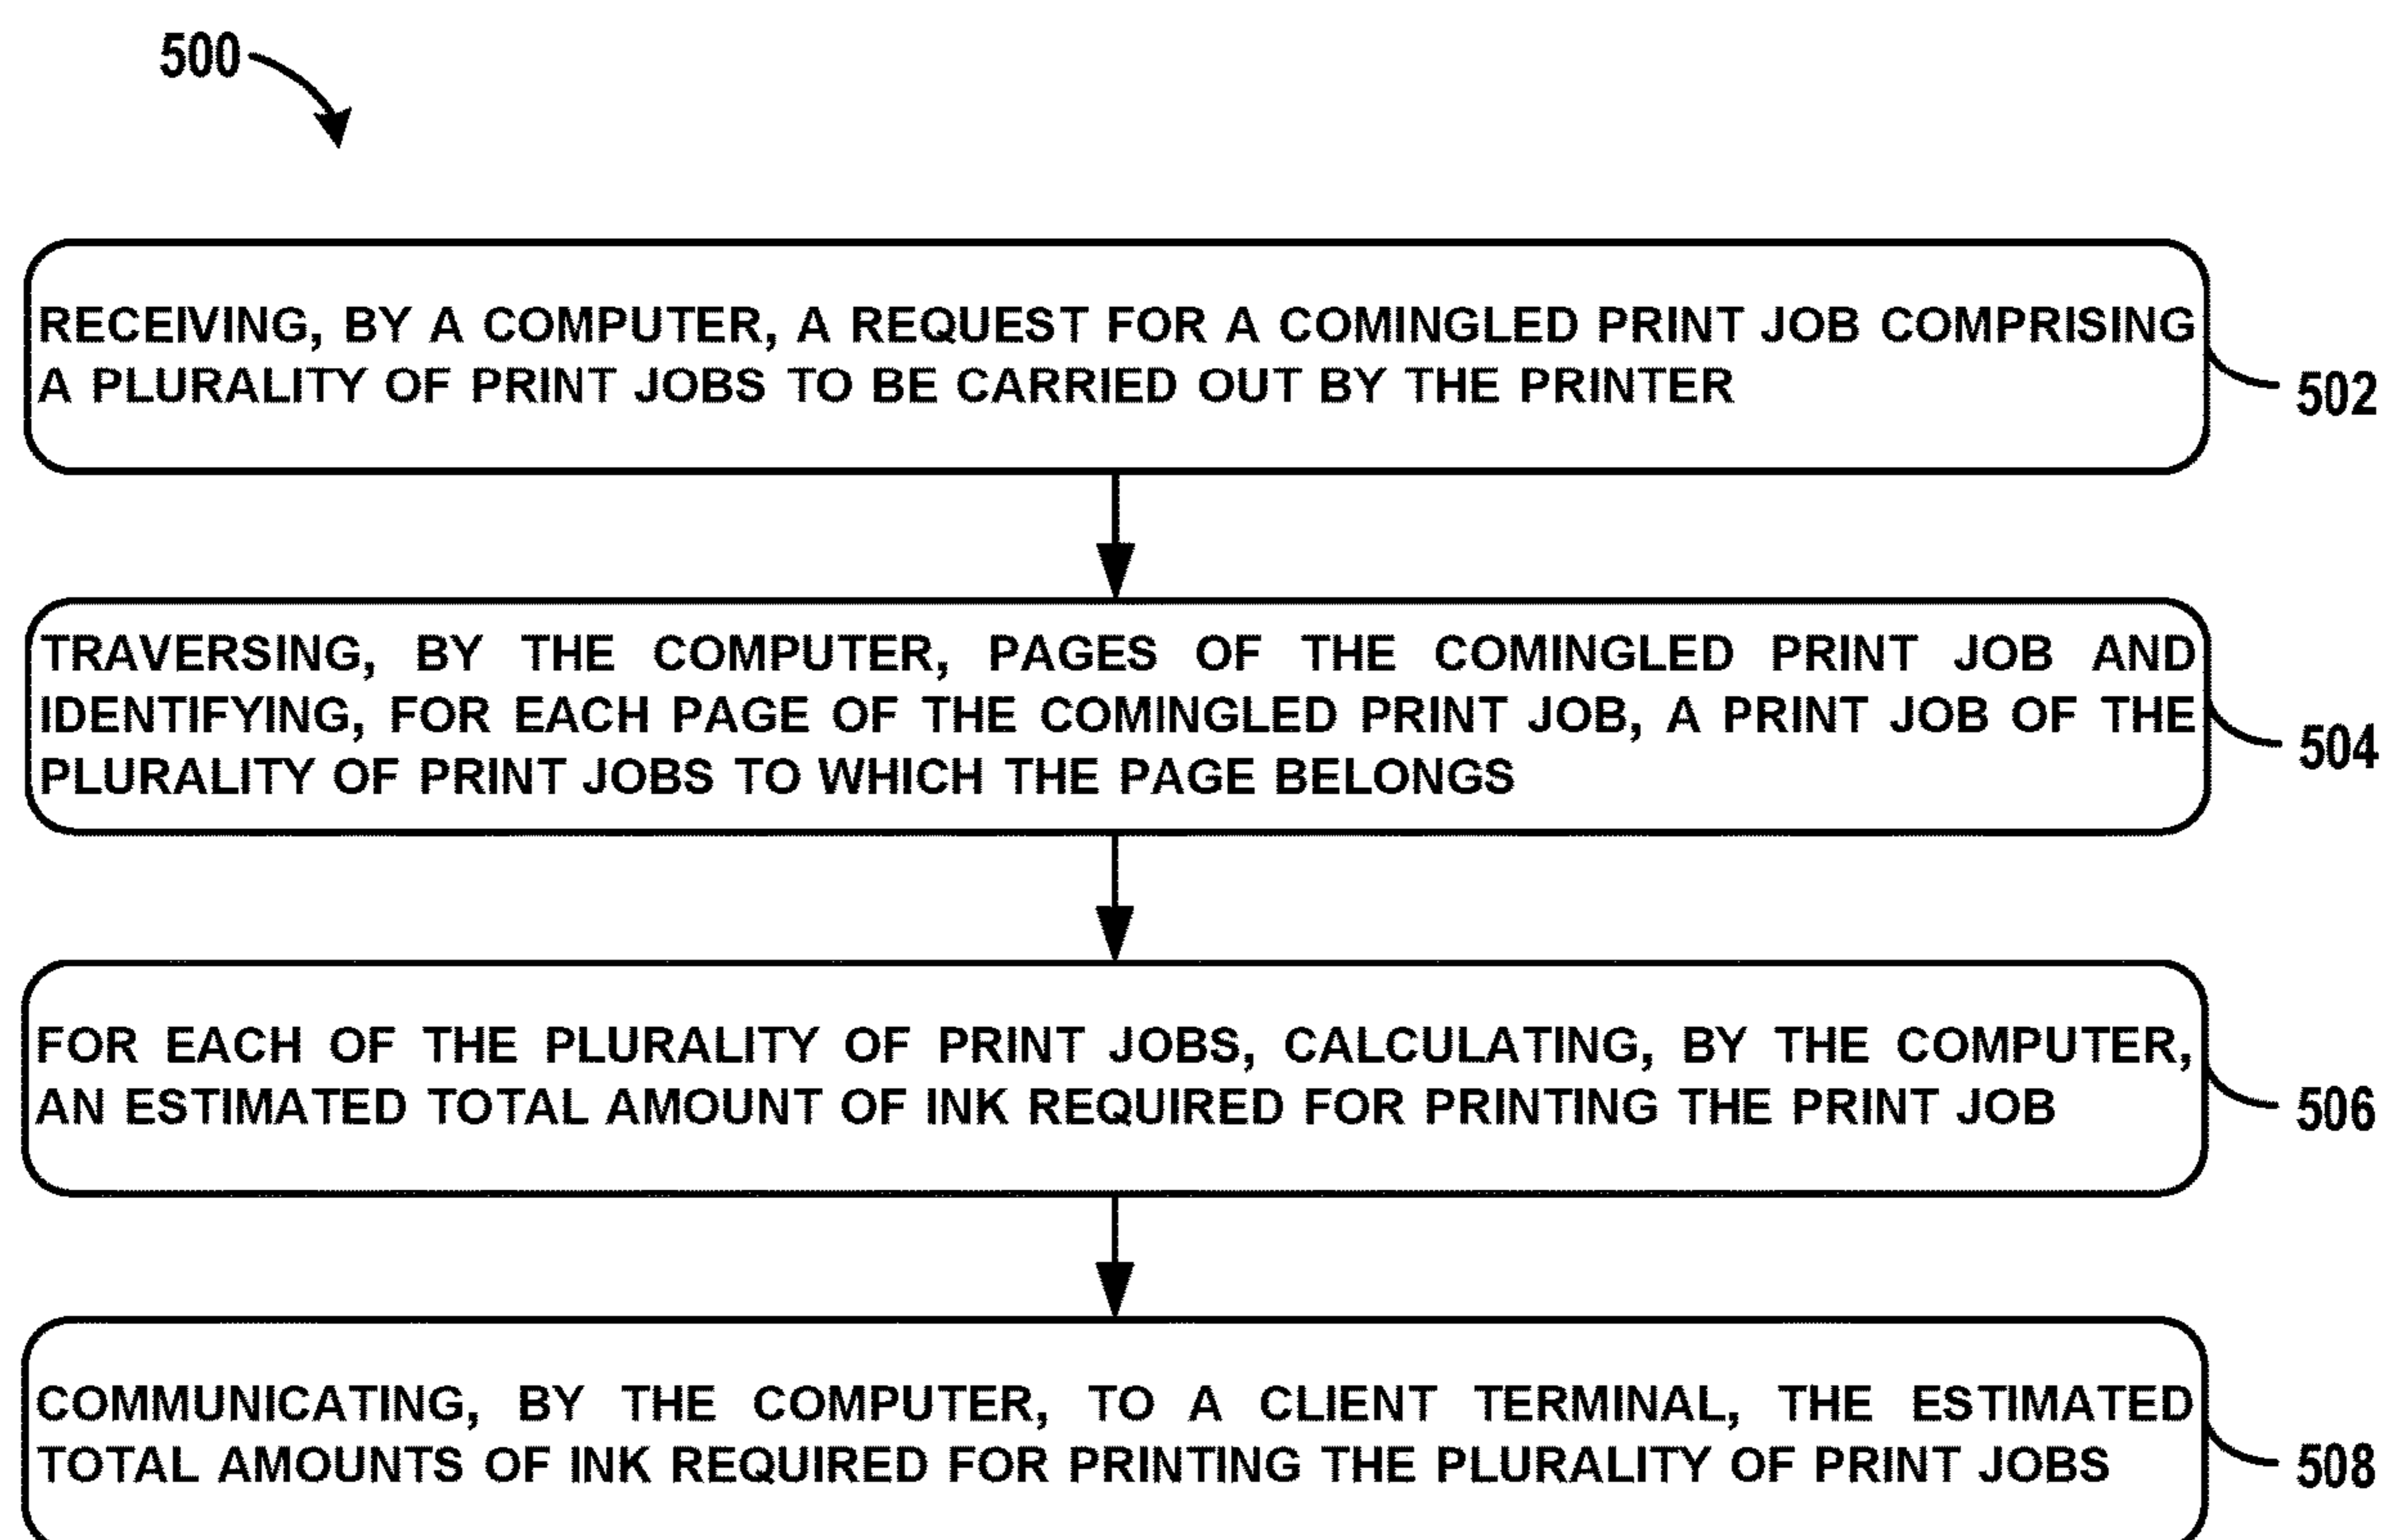 500
RECEIVING, BY A COMPUTER, A REQUEST FOR A COMINGLED PRINT JOB COMPRISING
A PLURALITY OF PRINT JOBS TO BE CARRIED OUT BY THE PRINTER
502
TRAVERSING, BY THE COMPUTER, PAGES OF THE COMINGLED PRINT JOB AND
IDENTIFYING, FOR EACH PAGE OF THE COMINGLED PRINT JOB, A PRINT JOB OF THE
PLURALITY OF PRINT JOBS TO WHICH THE PAGE BELONGS
504
FOR EACH OF THE PLURALITY OF PRINT JOBS, CALCULATING, BY THE COMPUTER,
AN ESTIMATED TOTAL AMOUNT OF INK REQUIRED FOR PRINTING THE PRINT JOB
506
COMMUNICATING, BY THE COMPUTER, TO A CLIENT TERMINAL, THE ESTIMATED
TOTAL AMOUNTS OF INK REQUIRED FOR PRINTING THE PLURALITY OF PRINT JOBS
508